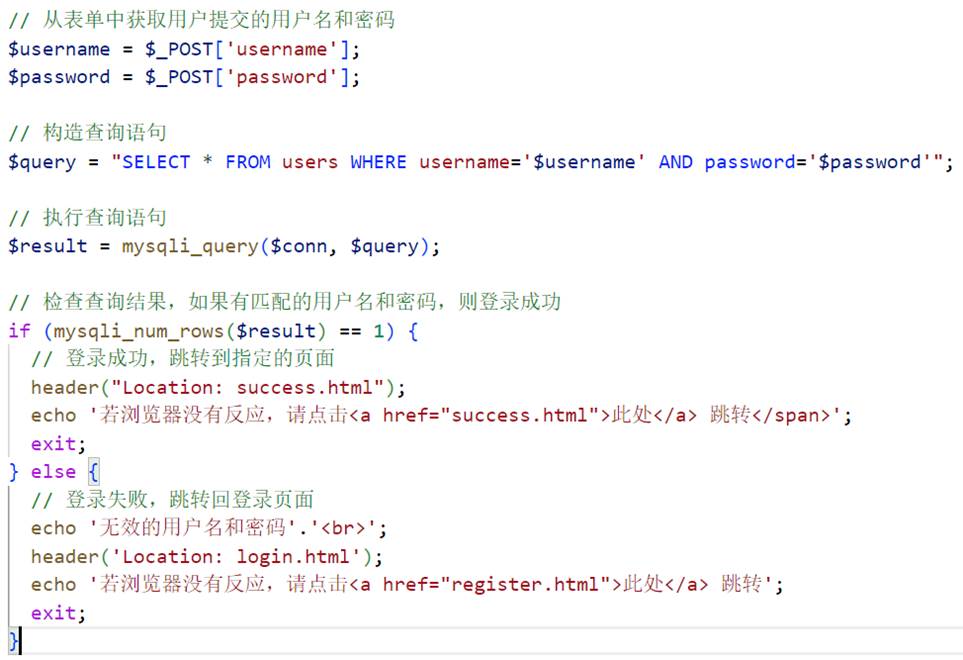 // 从表单中获取用户提交的用户名和密码
$username = $_POST['username'];
$password = $_POST['password'];
// 构造查询语句
$query = "SELECT * FROM users WHERE username='$username' AND password='$password'";
// 执行查询语句
$result = mysqli_query($conn, $query);
// 检查查询结果，如果有匹配的用户名和密码，则登录成功
if (mysqli_num_rows($result) == 1) {
// 登录成功，跳转到指定的页面
header("Location: success.html");
echo '若浏览器没有反应，请点击<a href="success.html">此处</a> 跳转</span>';
exit;
} else {
// 登录失败，跳转回登录页面
echo '无效的用户名和密码'.'<br>';
header('Location: login.html');
echo '若浏览器没有反应，请点击<a href="register.html">此处</a> 跳转';
exit;
}